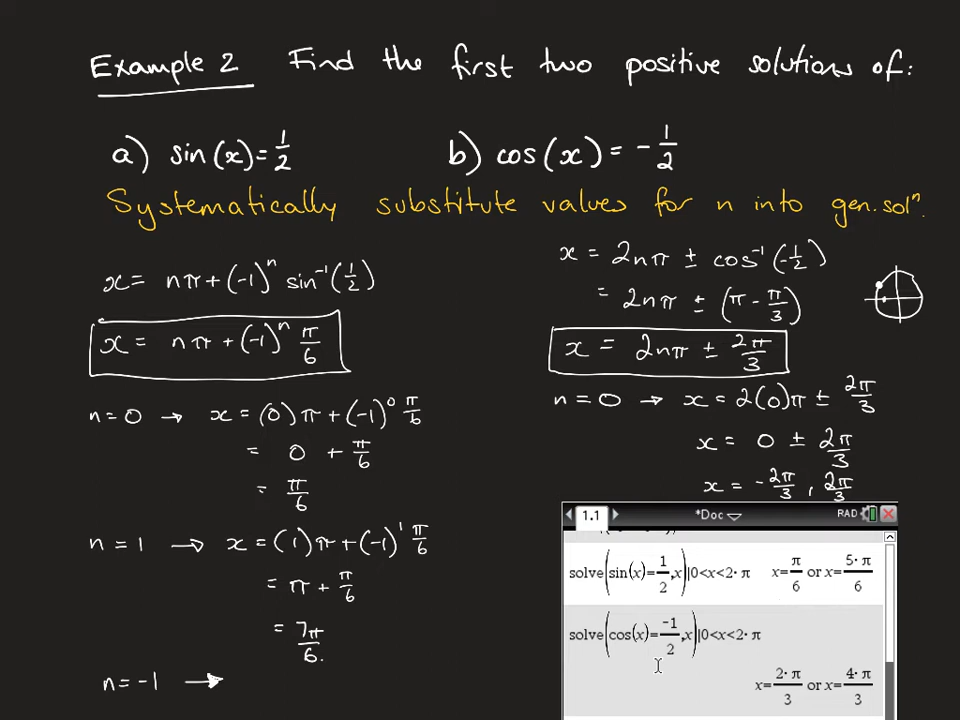 Example 2 Find the first two positive solutions of:
a) sin(x)=1/2 b) cos(x) = -1/2
Systematically substitute values for n into gen.solⁿ.
x = nπ+(-1)ⁿ sin⁻¹(1/2)
x = nπ+(-1)ⁿ π/6
n=0 → x=(0)π+(-1)⁰ π/6
= 0 + π/6
= π/6
n=1 → x=(1)π+(-1)¹ π/6
= π + π/6
= 7π/6.
n=-1 →
x = 2nπ ± cos⁻¹(-1/2)
= 2nπ ± (π - π/3)
x = 2nπ ± 2π/3
n=0 → x=2(0)π ± 2π/3
x = 0 ± 2π/3
x = -2π/3, 2π/3
1.1 *Doc RAD
solve(sin(x)=1/2,x)|0<x<2·π x=π/6 or x=5·π/6
solve(cos(x)=-1/2,x)|0<x<2·π
x=2·π/3 or x=4·π/3